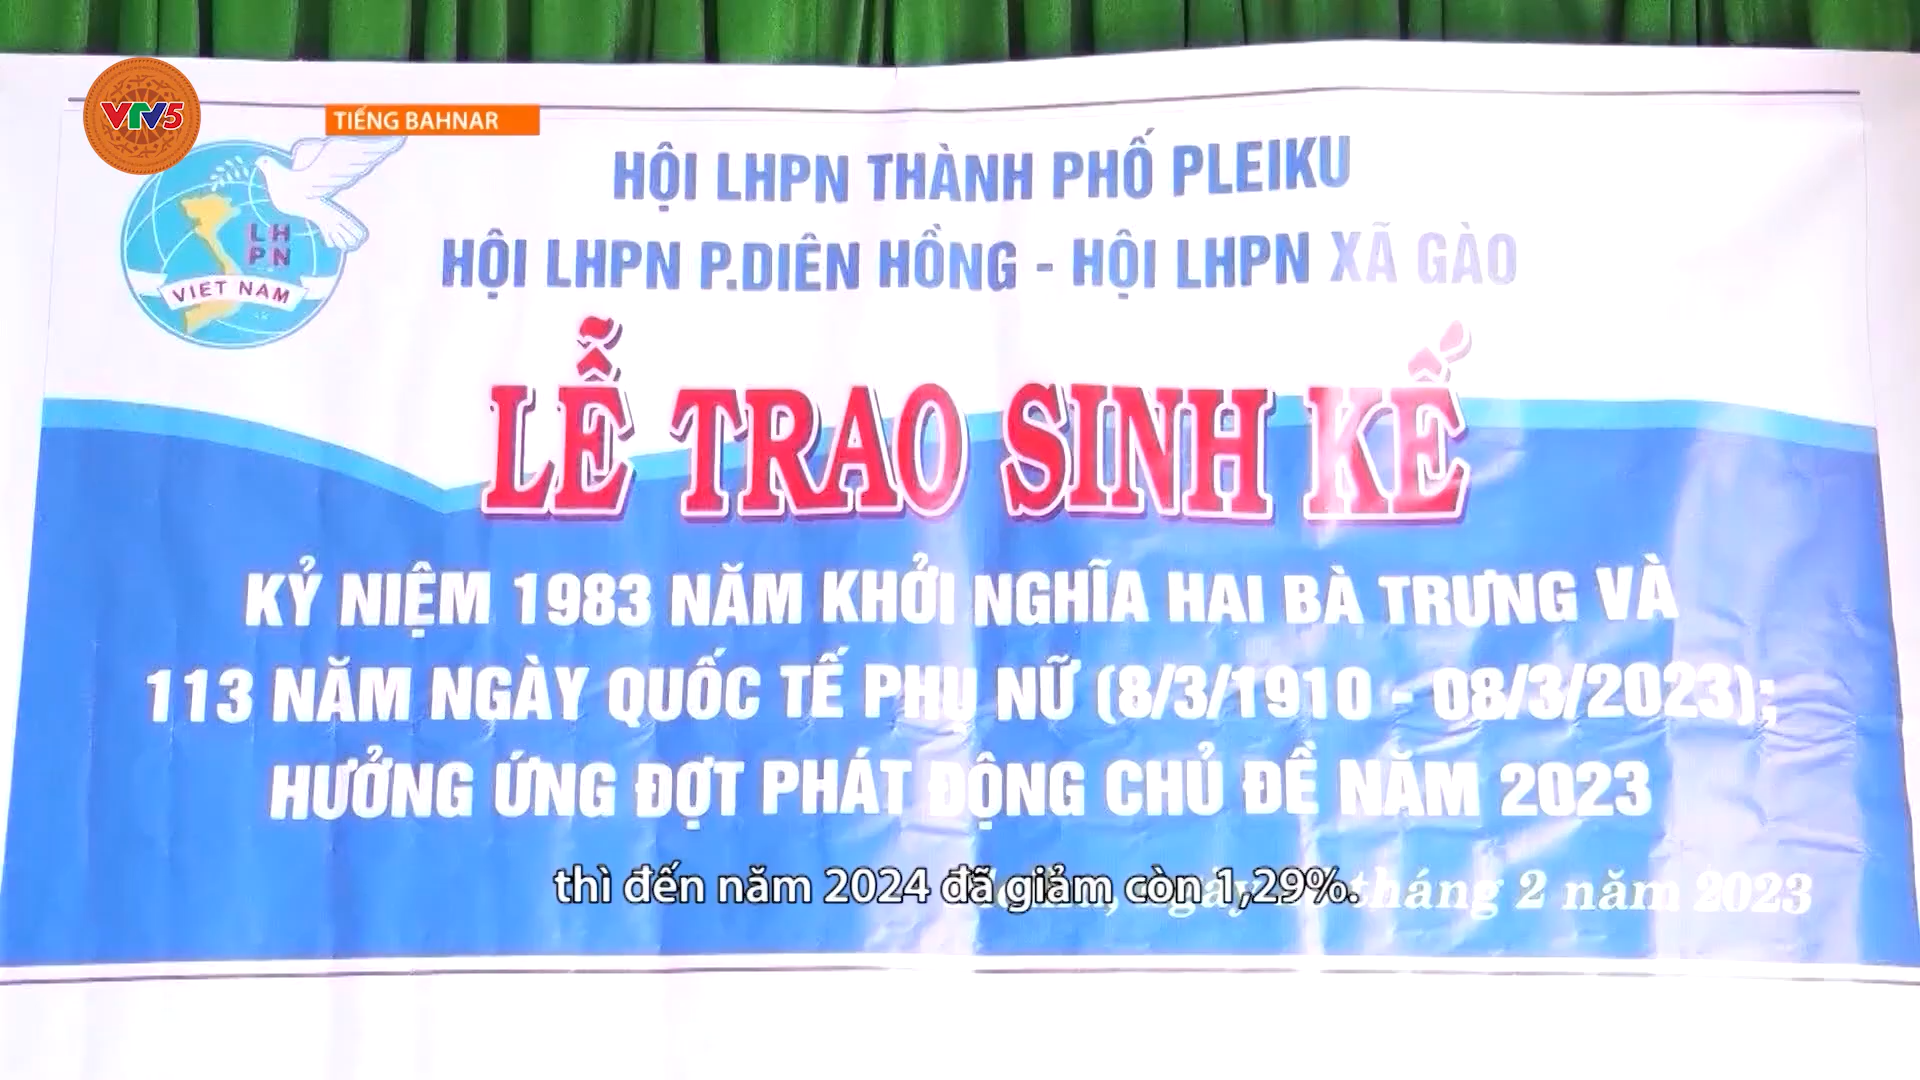 VTV5
TIẾNG BAHNAR
HỘI LHPN THÀNH PHỐ PLEIKU
LH
PN
VIET NAM
HỘI LHPN P.DIÊN HỒNG - HỘI LHPN XÃ GÀO
LỄ TRAO SINH KẾ
KỶ NIỆM 1983 NĂM KHỞI NGHĨA HAI BÀ TRƯNG VÀ
113 NĂM NGÀY QUỐC TẾ PHỤ NỮ (8/3/1910 - 08/3/2023);
HƯỞNG ỨNG ĐỢT PHÁT ĐỘNG CHỦ ĐỀ NĂM 2023
thì đến năm 2024 đã giảm còn 1,29%.
tháng 2 năm 2023